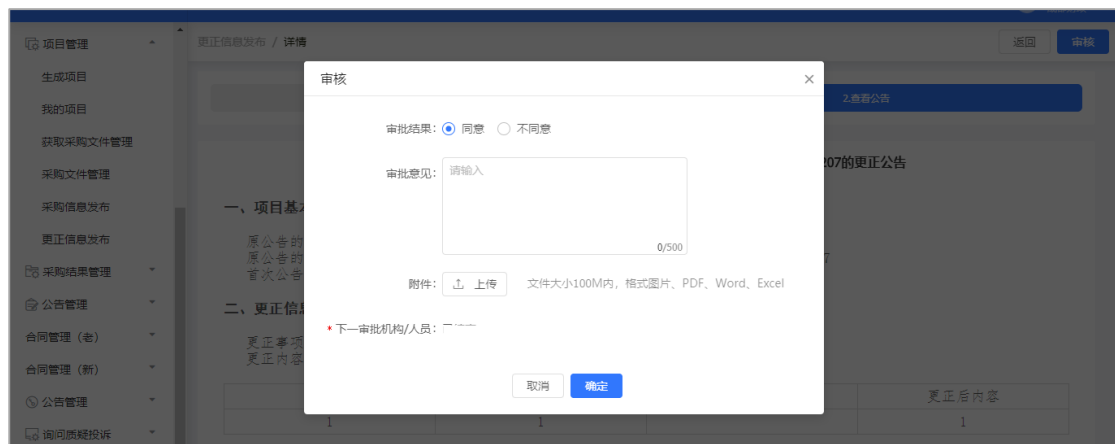 项目管理
生成项目
我的项目
获取采购文件管理
采购文件管理
采购信息发布
更正信息发布
采购结果管理
公告管理
合同管理（老）
合同管理（新）
公告管理
询问质疑投诉
更正信息发布 / 详情
返回
审核
2.查看公告
207的更正公告
一、项目基本
原公告的
原公告的
首次公告
7
二、更正信息
更正事项
更正内容
更正后内容
1 1 1
审核
审批结果: 同意 不同意
审批意见: 请输入
0/500
附件: 上传 文件大小100M内，格式图片、PDF、Word、Excel
* 下一审批机构/人员:
取消 确定